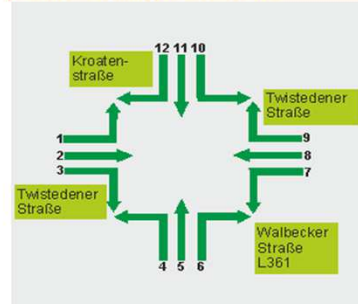 12 11 10
Kroaten-
straße
Twistedener
Straße
1
9
2
8
3
7
Twistedener
Straße
Walbecker
Straße
L361
4 5 6